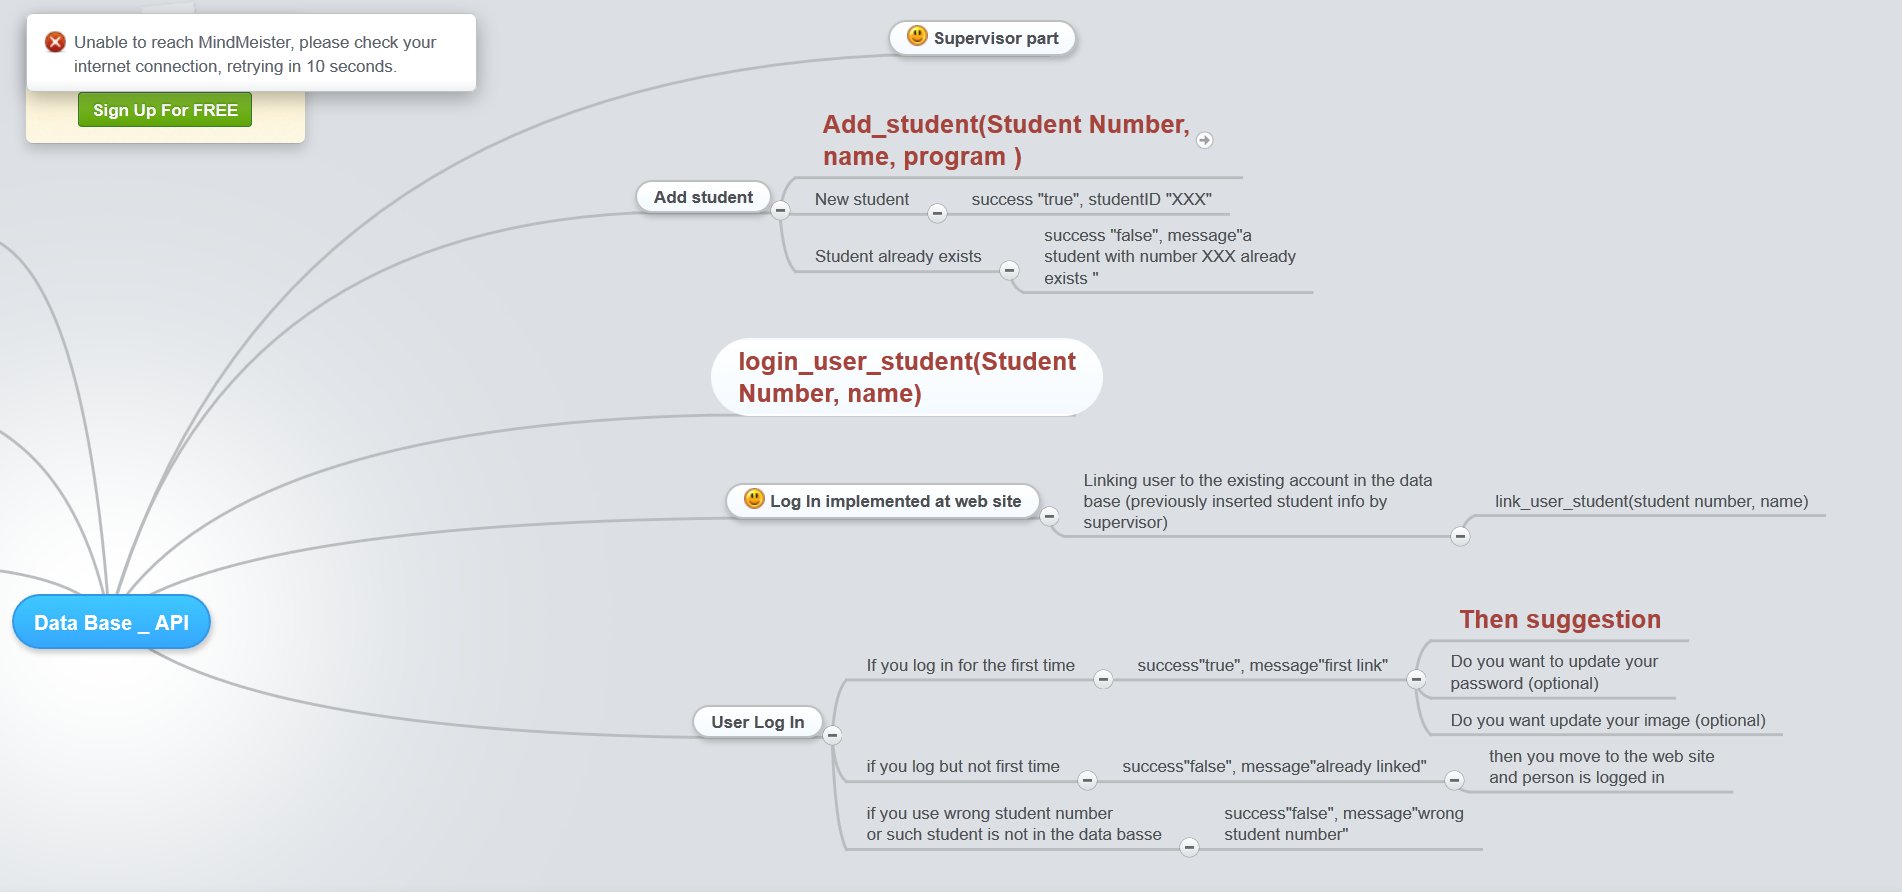 Unable to reach MindMeister, please check your
internet connection, retrying in 10 seconds.
Sign Up For FREE
Supervisor part
Add_student(Student Number,
name, program )
Add student
New student
success "true", studentID "XXX"
Student already exists
success "false", message"a
student with number XXX already
exists "
login_user_student(Student
Number, name)
Log In implemented at web site
Linking user to the existing account in the data
base (previously inserted student info by
supervisor)
link_user_student(student number, name)
Data Base _ API
User Log In
If you log in for the first time
success"true", message"first link"
Then suggestion
Do you want to update your
password (optional)
Do you want update your image (optional)
if you log but not first time
success"false", message"already linked"
then you move to the web site
and person is logged in
if you use wrong student number
or such student is not in the data basse
success"false", message"wrong
student number"